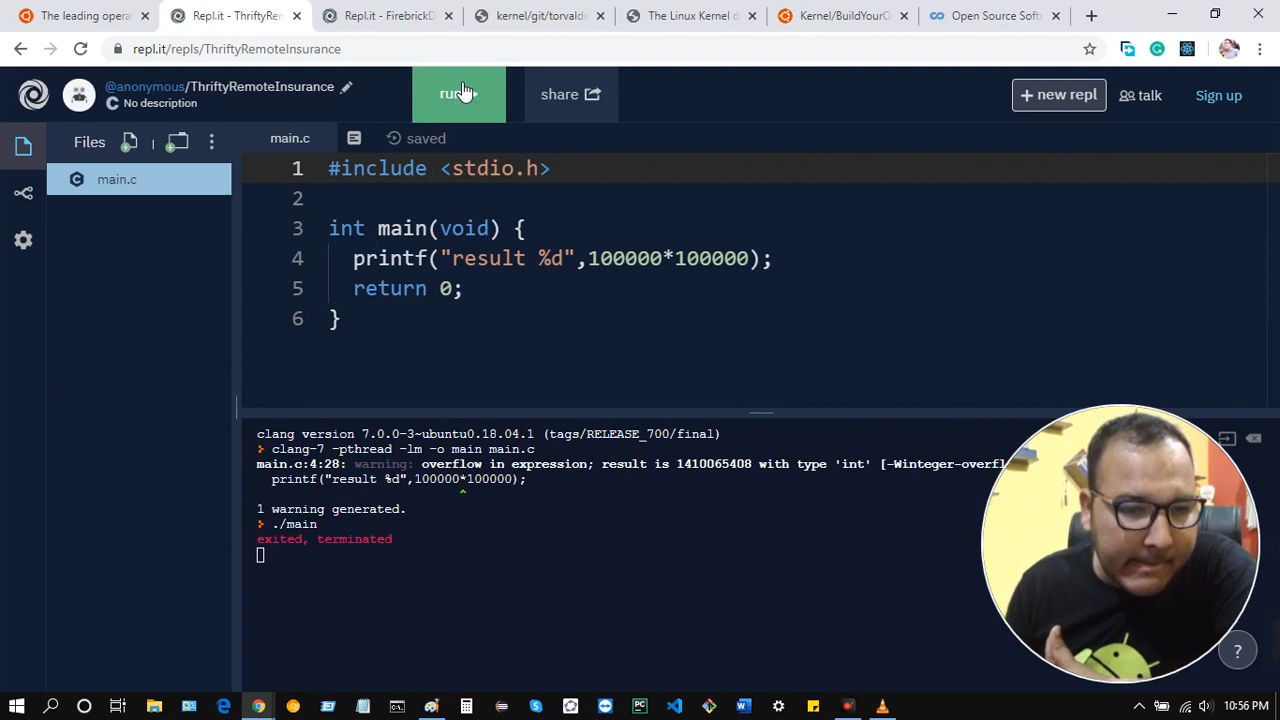 The leading opera
Repl.it - ThriftyRem
Repl.it - FirebrickD
kernel/git/torvalds
The Linux Kernel d
Kernel/BuildYourO
Open Source Softw
repl.it/repls/ThriftyRemoteInsurance
@anonymous/ThriftyRemoteInsurance
No description
run
share
+ new repl
talk
Sign up
Files
main.c
saved
main.c
1 #include <stdio.h>
2
3 int main(void) {
4 printf("result %d",100000*100000);
5 return 0;
6 }
clang version 7.0.0-3~ubuntu0.18.04.1 (tags/RELEASE_700/final)
clang-7 -pthread -lm -o main main.c
main.c:4:28: warning: overflow in expression; result is 1410065408 with type 'int' [-Winteger-overfl
printf("result %d",100000*100000);
^
1 warning generated.
./main
exited, terminated
?
10:56 PM